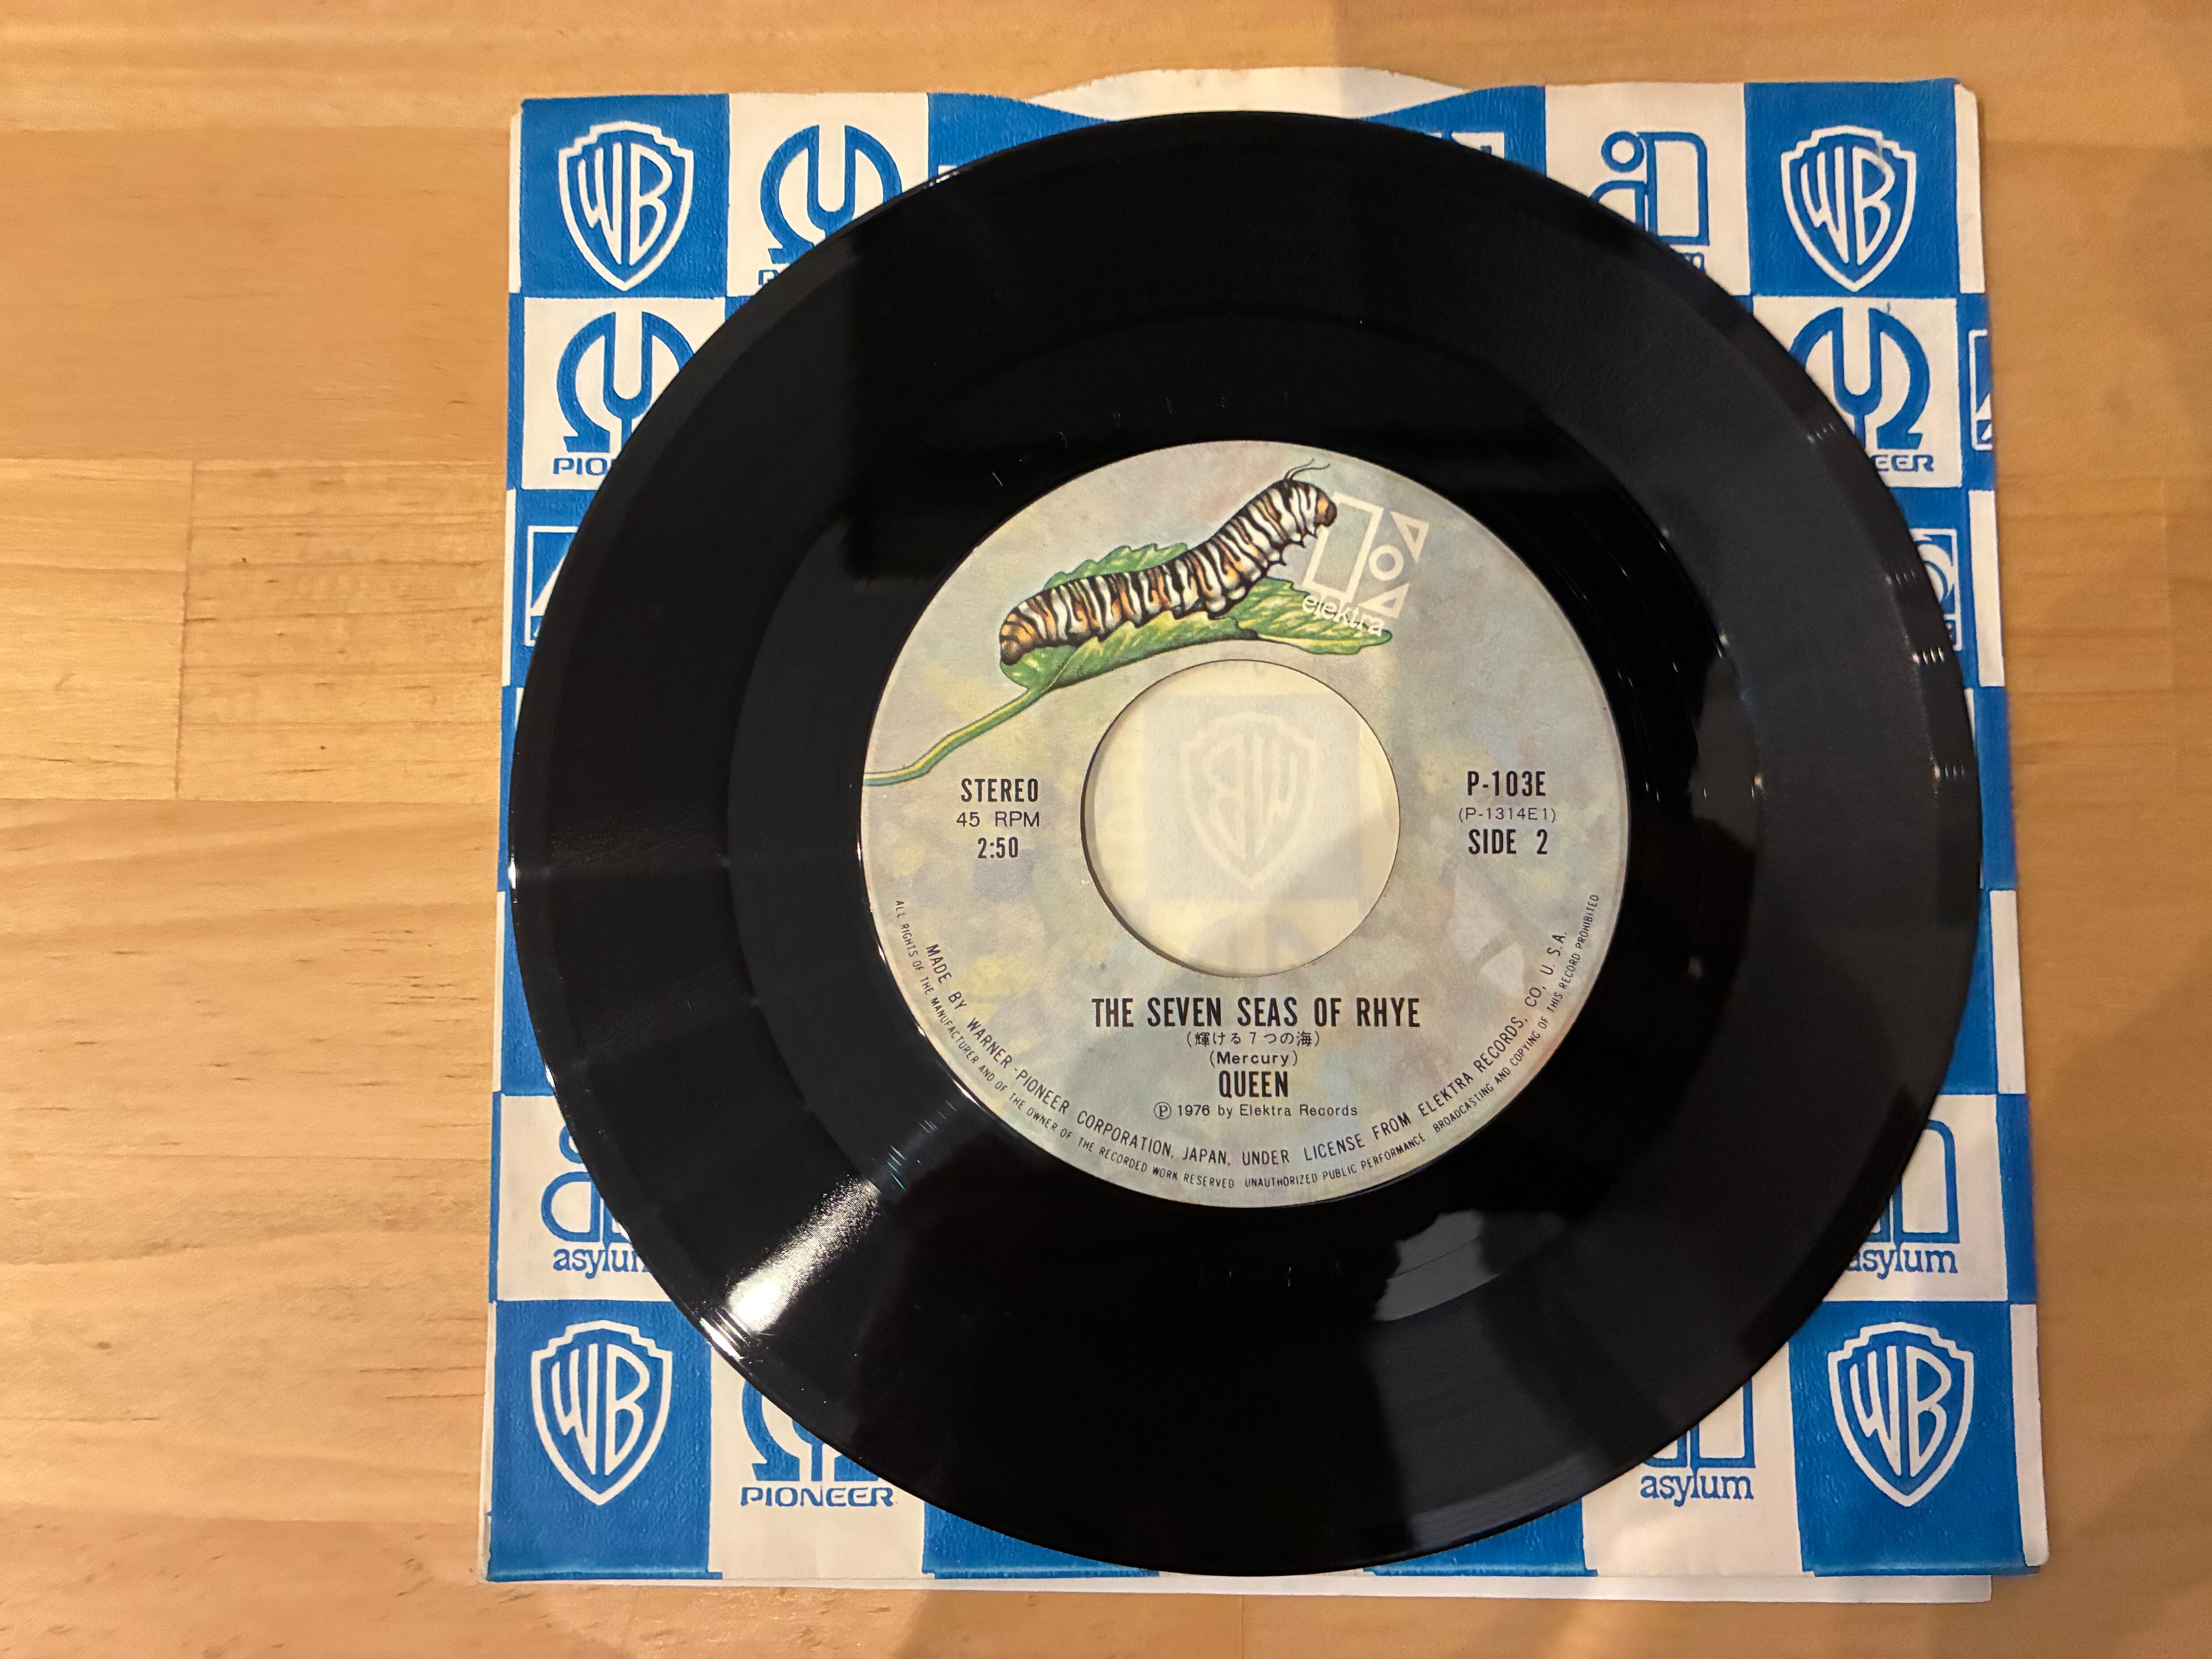 WB
WB
PIONEER
elektra
STEREO
45 RPM
2:50
P-103E
(P-1314E1)
SIDE 2
THE SEVEN SEAS OF RHYE
(輝ける7つの海)
(Mercury)
QUEEN
Ⓟ 1976 by Elektra Records
MADE BY WARNER-PIONEER CORPORATION, JAPAN, UNDER LICENSE FROM ELEKTRA RECORDS, CO, U.S.A.
ALL RIGHTS OF THE MANUFACTURER AND OF THE OWNER OF THE RECORDED WORK RESERVED UNAUTHORIZED PUBLIC PERFORMANCE BROADCASTING AND COPYING OF THIS RECORD PROHIBITED
asylum
asylum
WB
PIONEER
asylum
WB